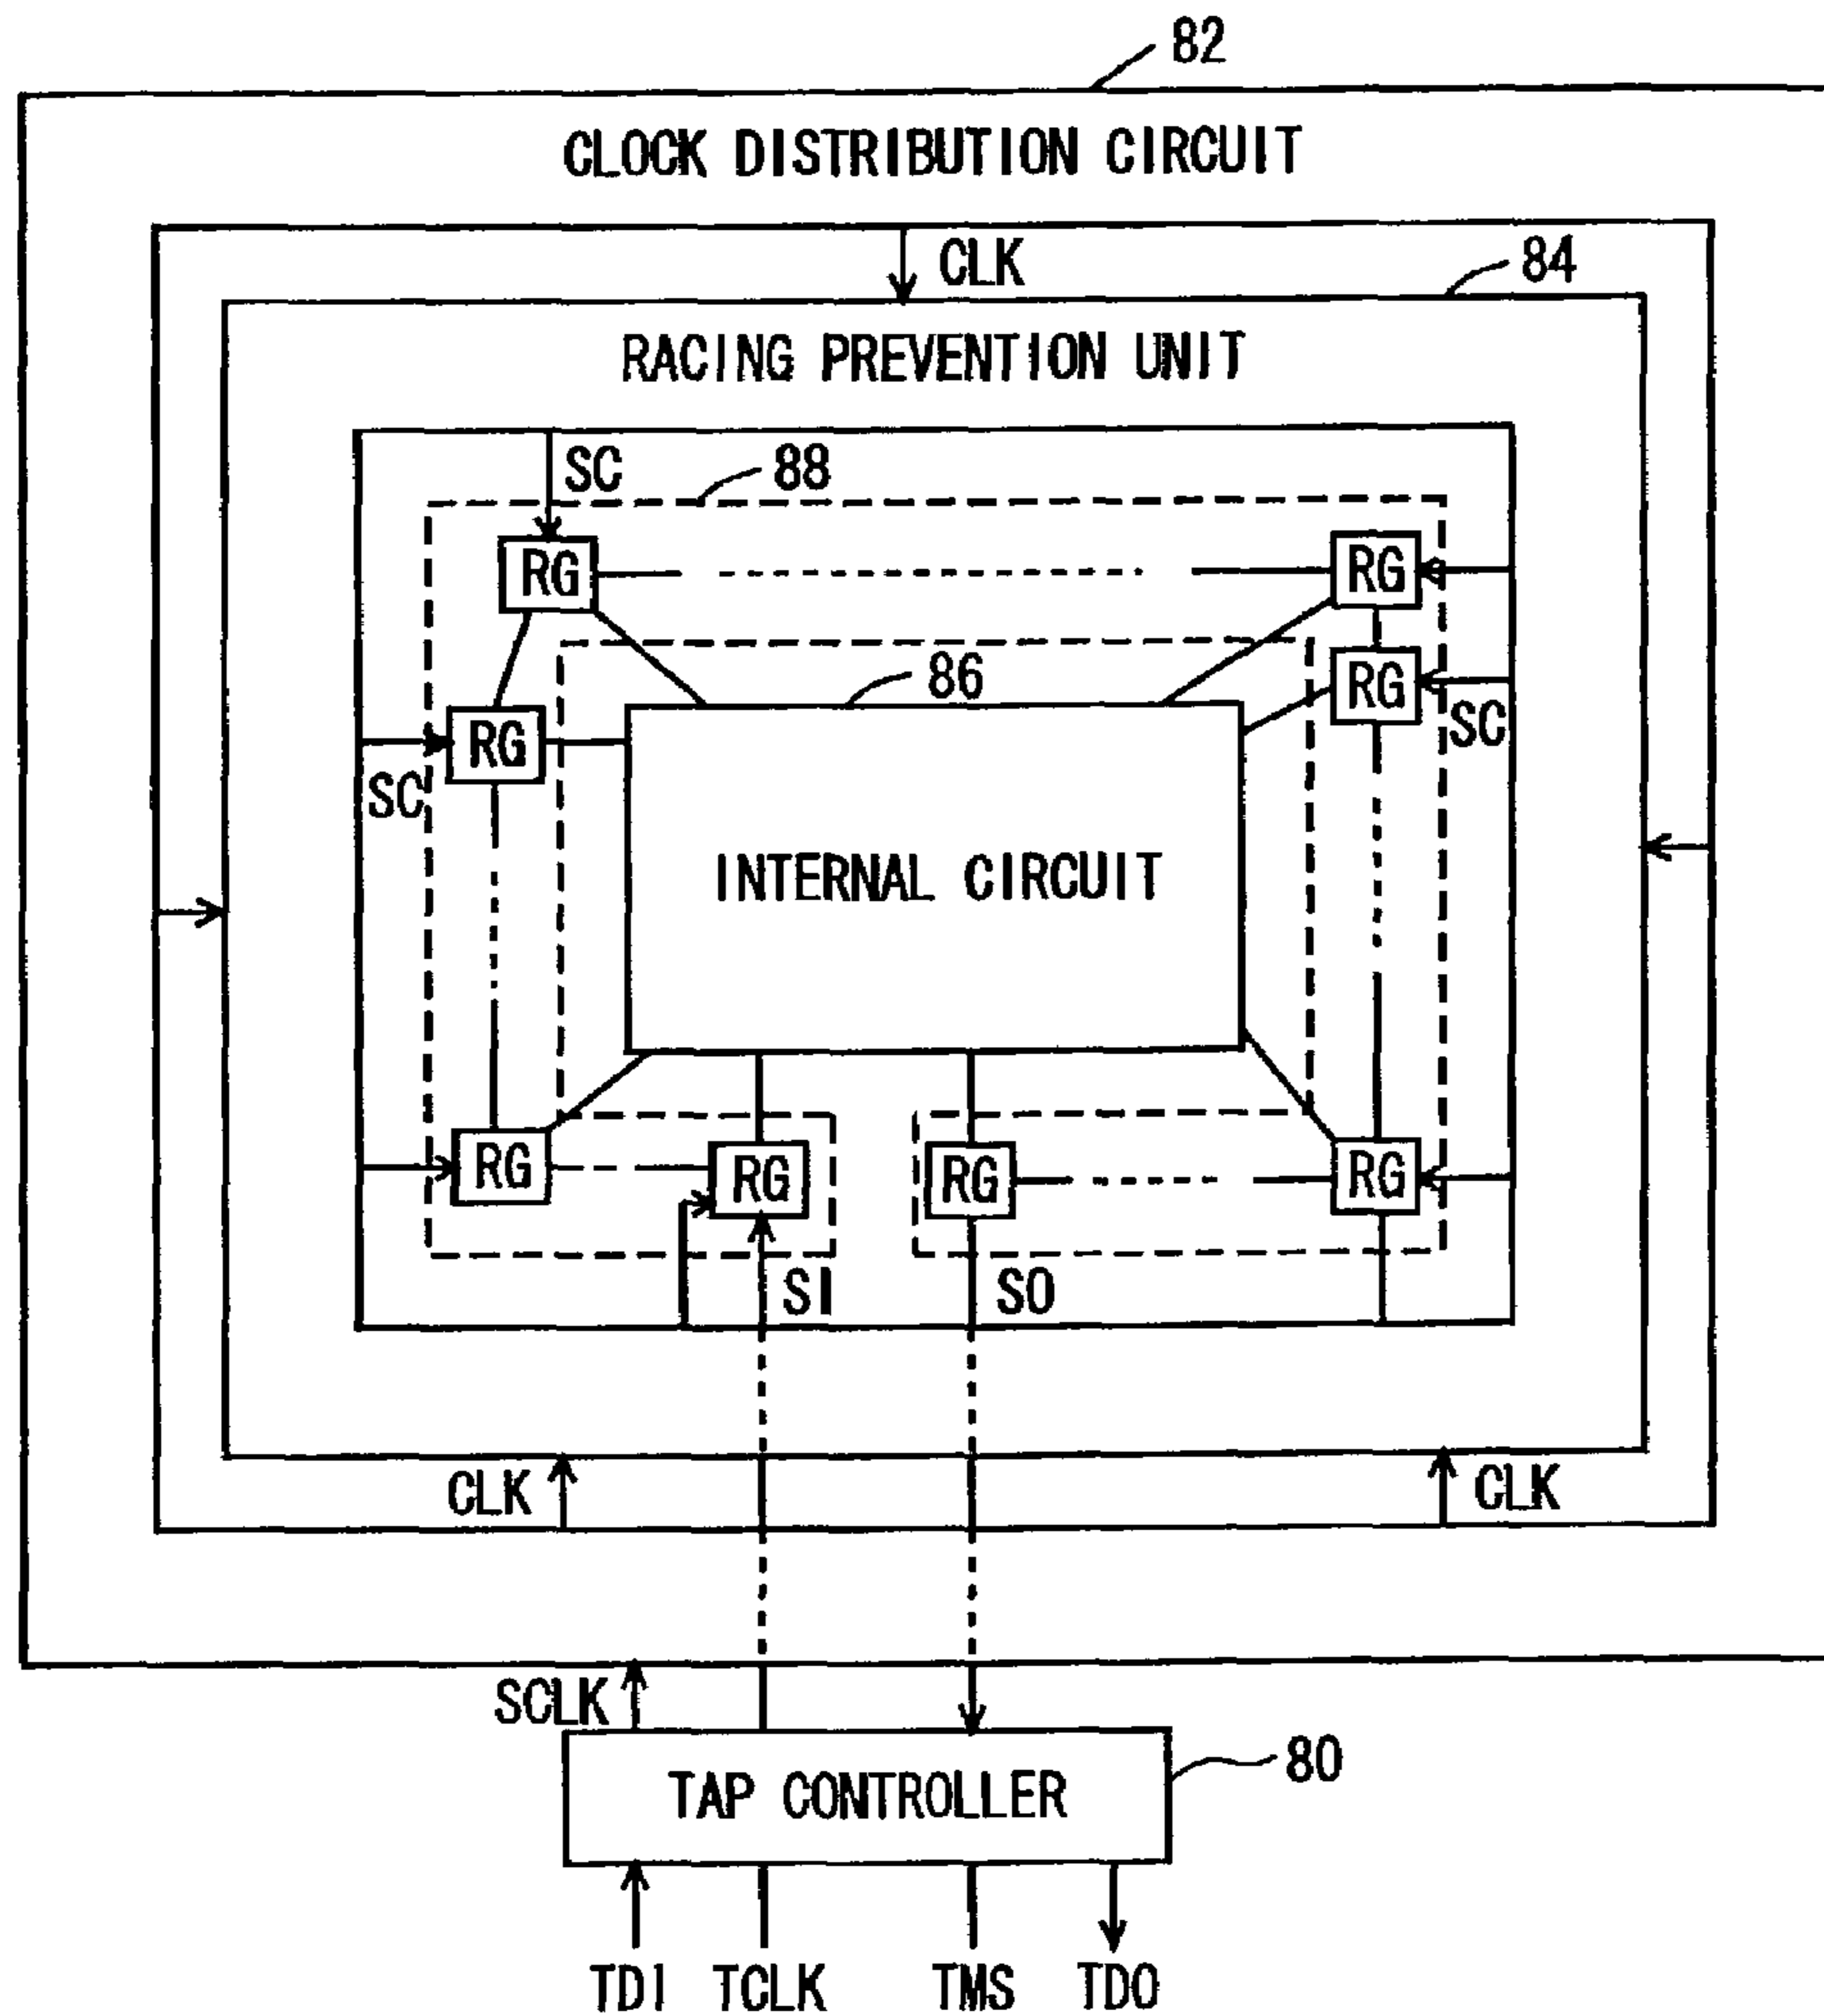 82
CLOCK DISTRIBUTION CIRCUIT
CLK
84
RACING PREVENTION UNIT
SC
88
RG
RG
86
RG
RG
SC
SC
INTERNAL CIRCUIT
RG
RG
RG
RG
SI
SO
CLK
CLK
SCLK
TAP CONTROLLER
80
TDI TCLK TMS TDO